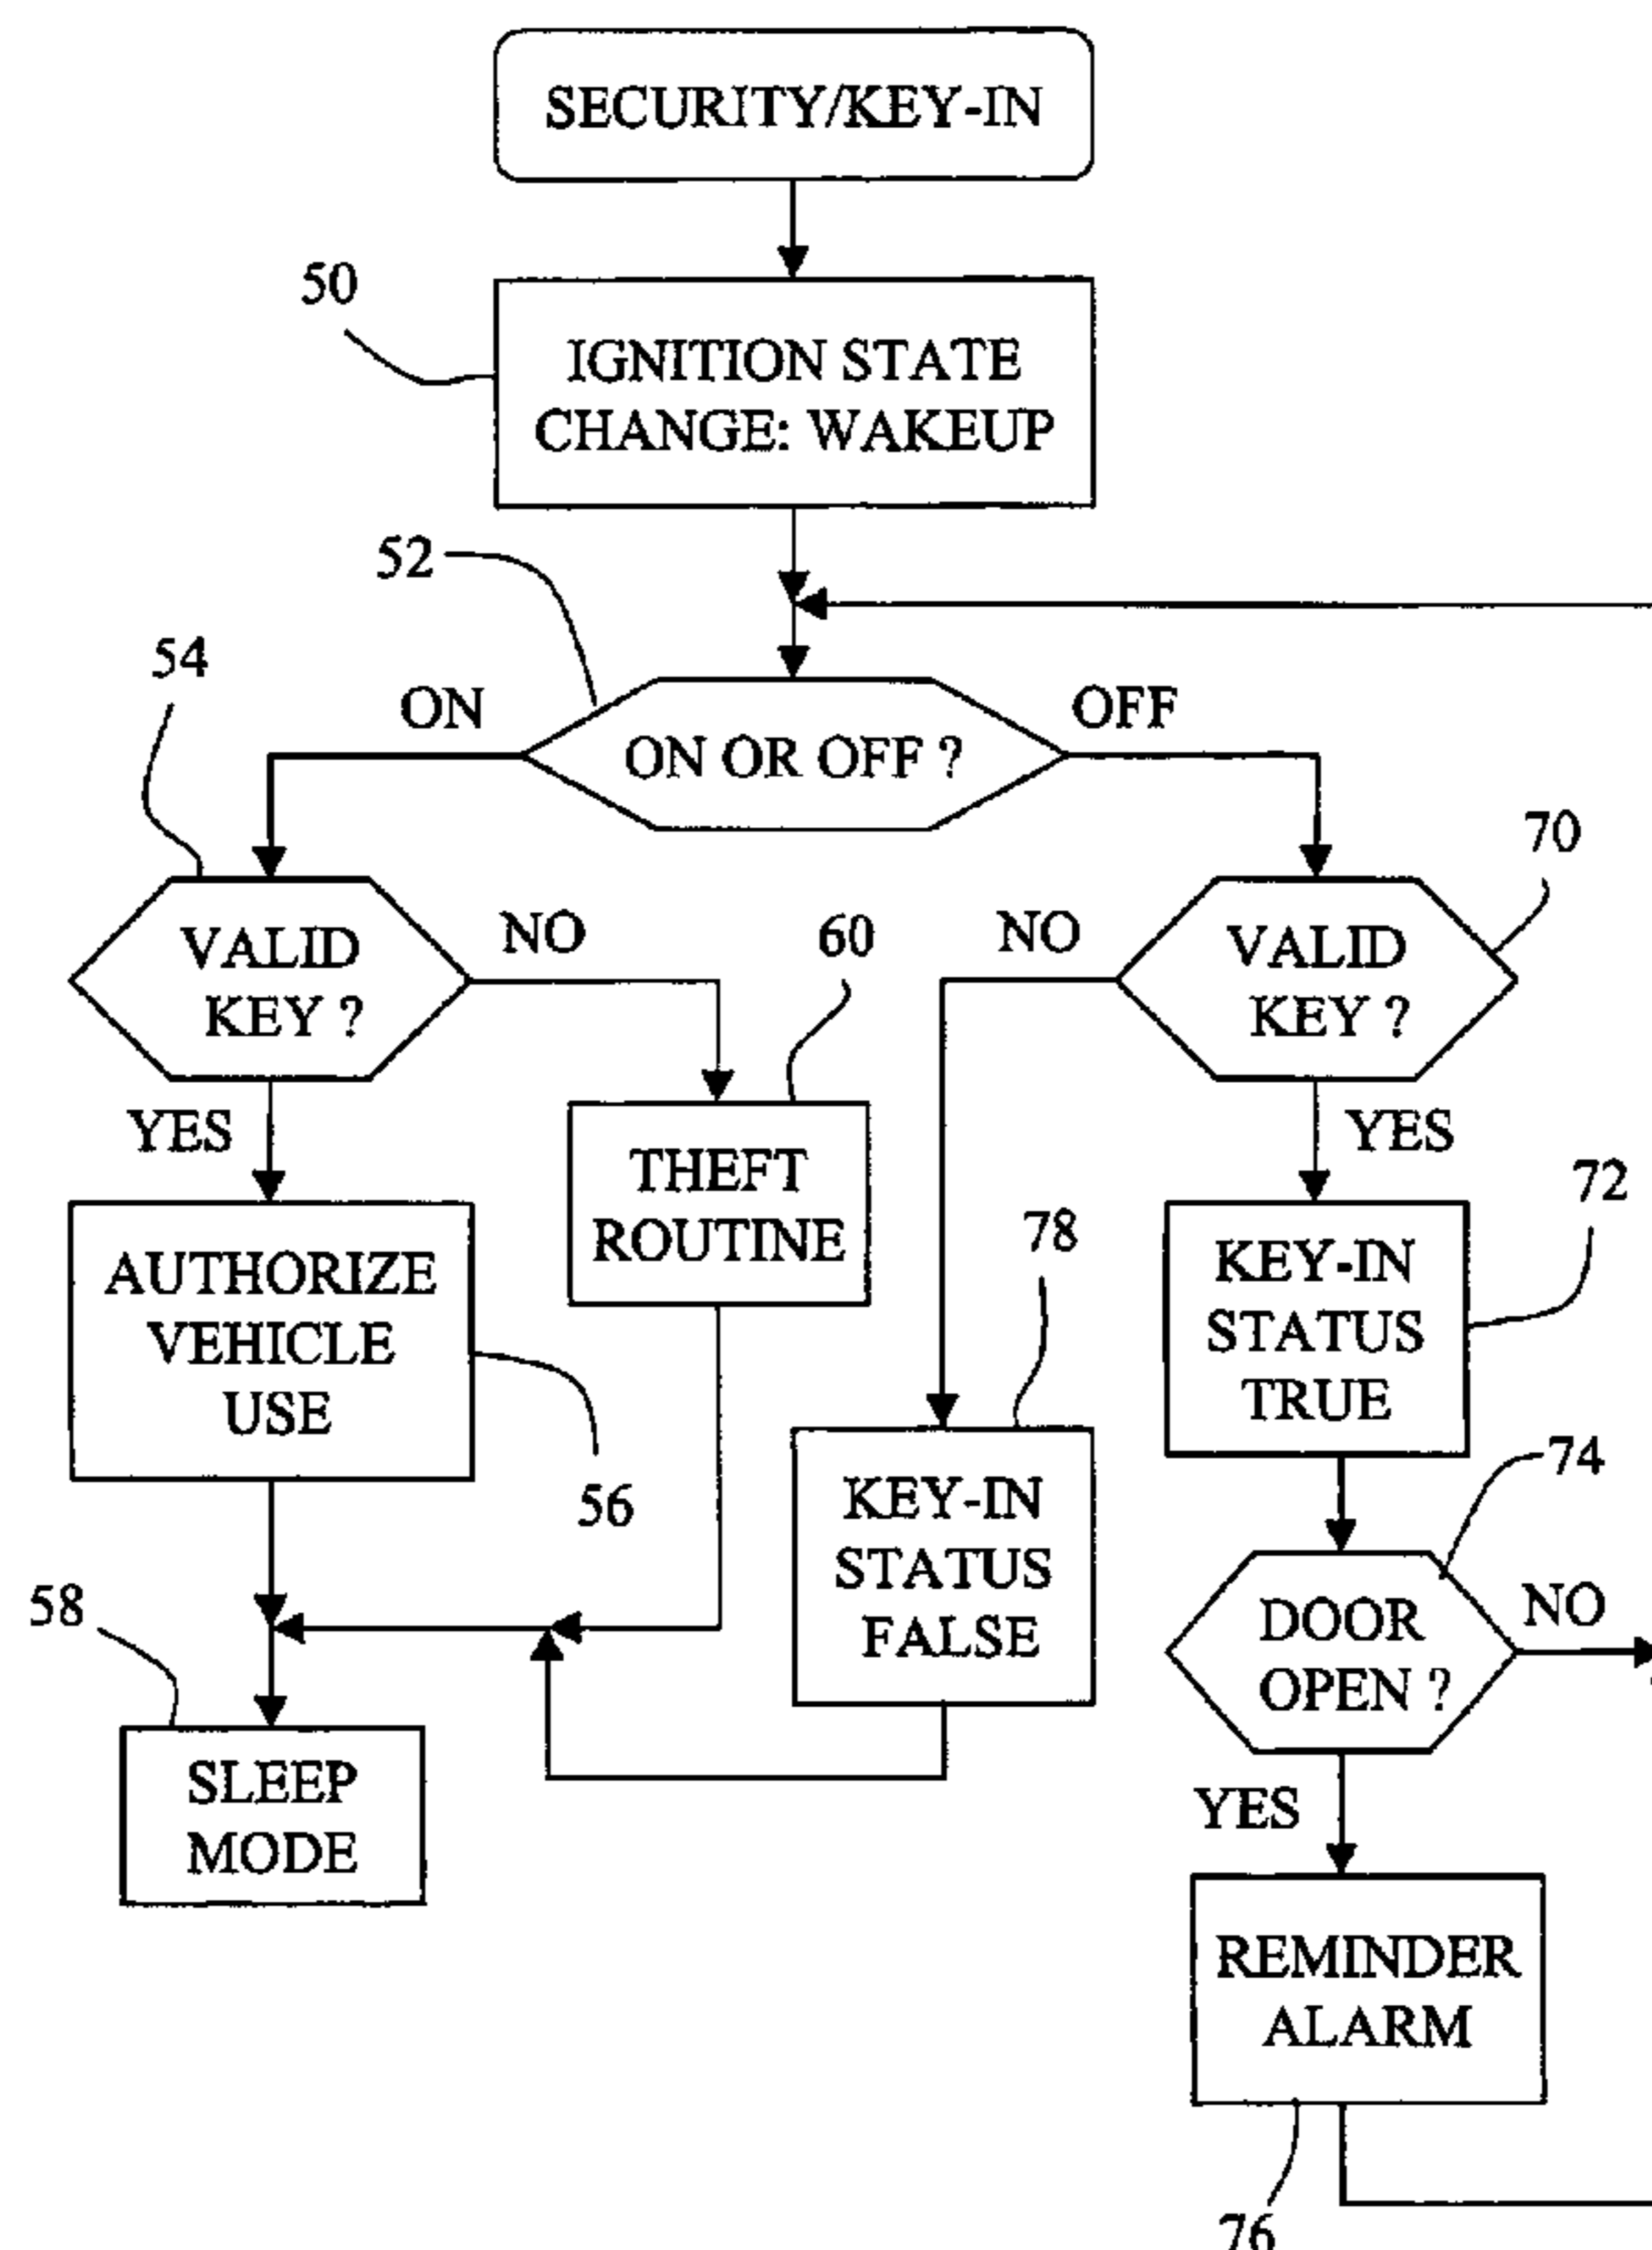 SECURITY/KEY-IN
50
IGNITION STATE
CHANGE: WAKEUP
52
54
ON
ON OR OFF ?
OFF
70
VALID
KEY ?
NO
60
NO
VALID
KEY ?
YES
THEFT
ROUTINE
YES
72
AUTHORIZE
VEHICLE
USE
56
78
KEY-IN
STATUS
TRUE
74
KEY-IN
STATUS
FALSE
58
DOOR
OPEN ?
NO
SLEEP
MODE
YES
REMINDER
ALARM
76